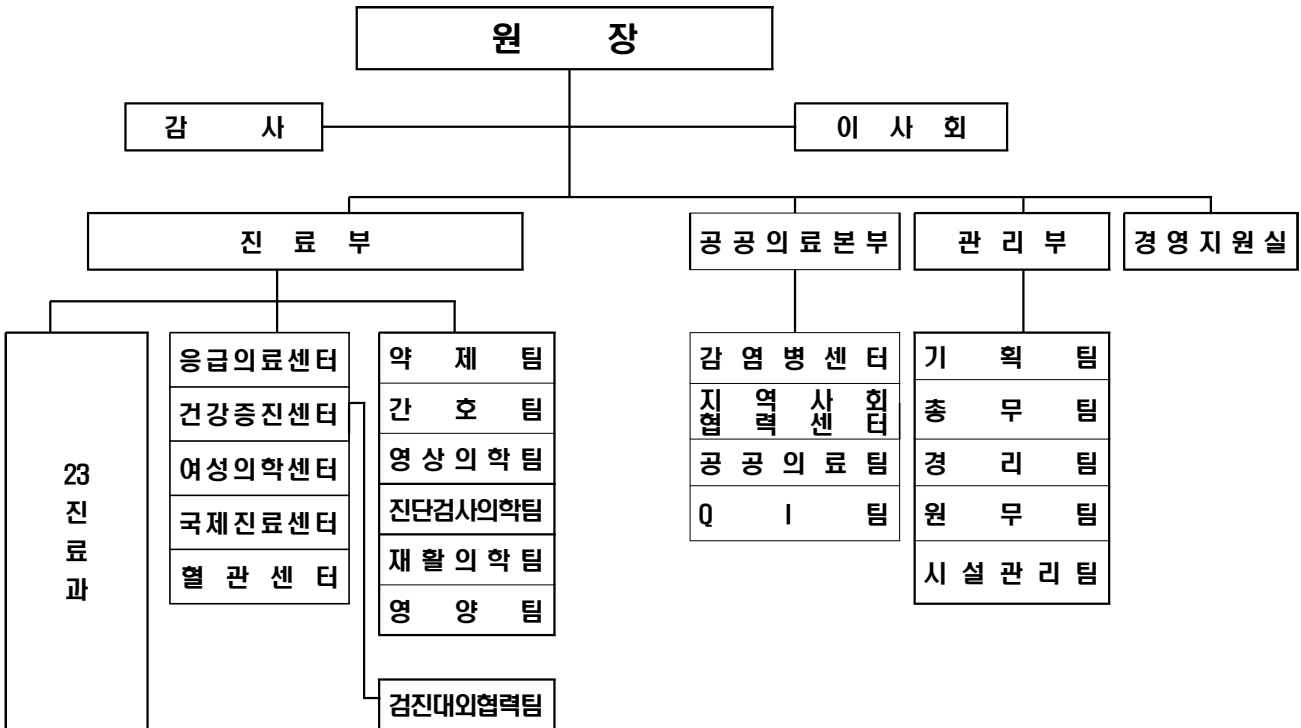 원 장
감 사
이 사 회
진 료 부
공공의료본부
관 리 부
경영지원실
23
진
료
과
응급의료센터
건강증진센터
여성의학센터
국제진료센터
혈 관 센 터
약 제 팀
간 호 팀
영상의학팀
진단검사의학팀
재활의학팀
영 양 팀
검진대외협력팀
감염병센터
지 역 사 회
협 력 센 터
공공의료팀
Q I 팀
기 획 팀
총 무 팀
경 리 팀
원 무 팀
시설관리팀